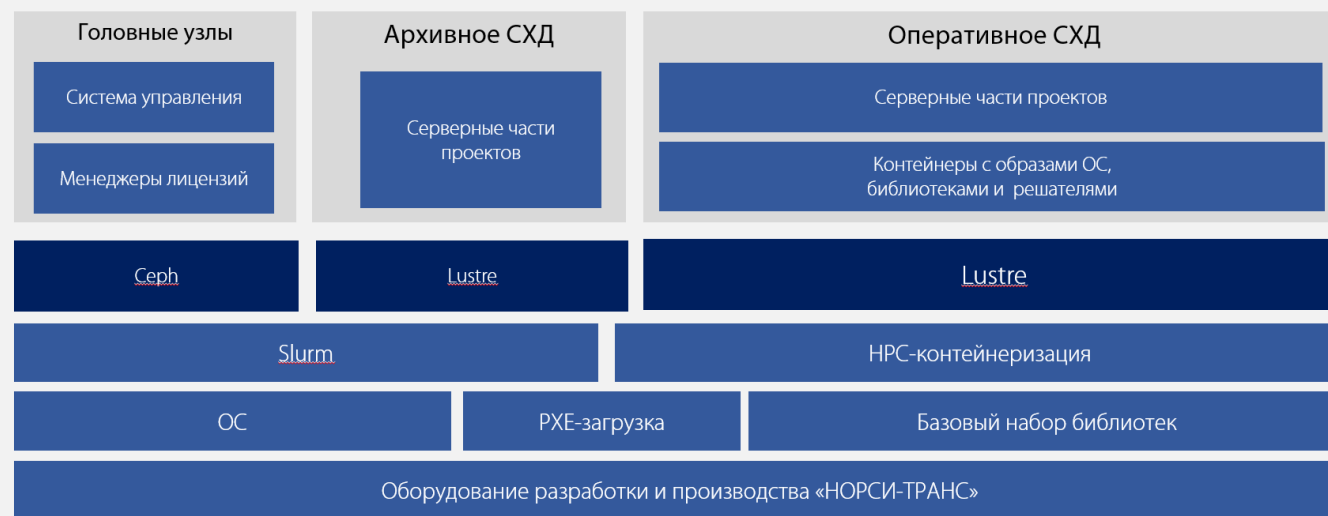 Головные узлы
Система управления
Менеджеры лицензий
Архивное СХД
Серверные части
проектов
Оперативное СХД
Серверные части проектов
Контейнеры с образами ОС,
библиотеками и решателями
Ceph
Lustre
Lustre
Slurm
HPC-контейнеризация
ОС
PXE-загрузка
Базовый набор библиотек
Оборудование разработки и производства «НОРСИ-ТРАНС»